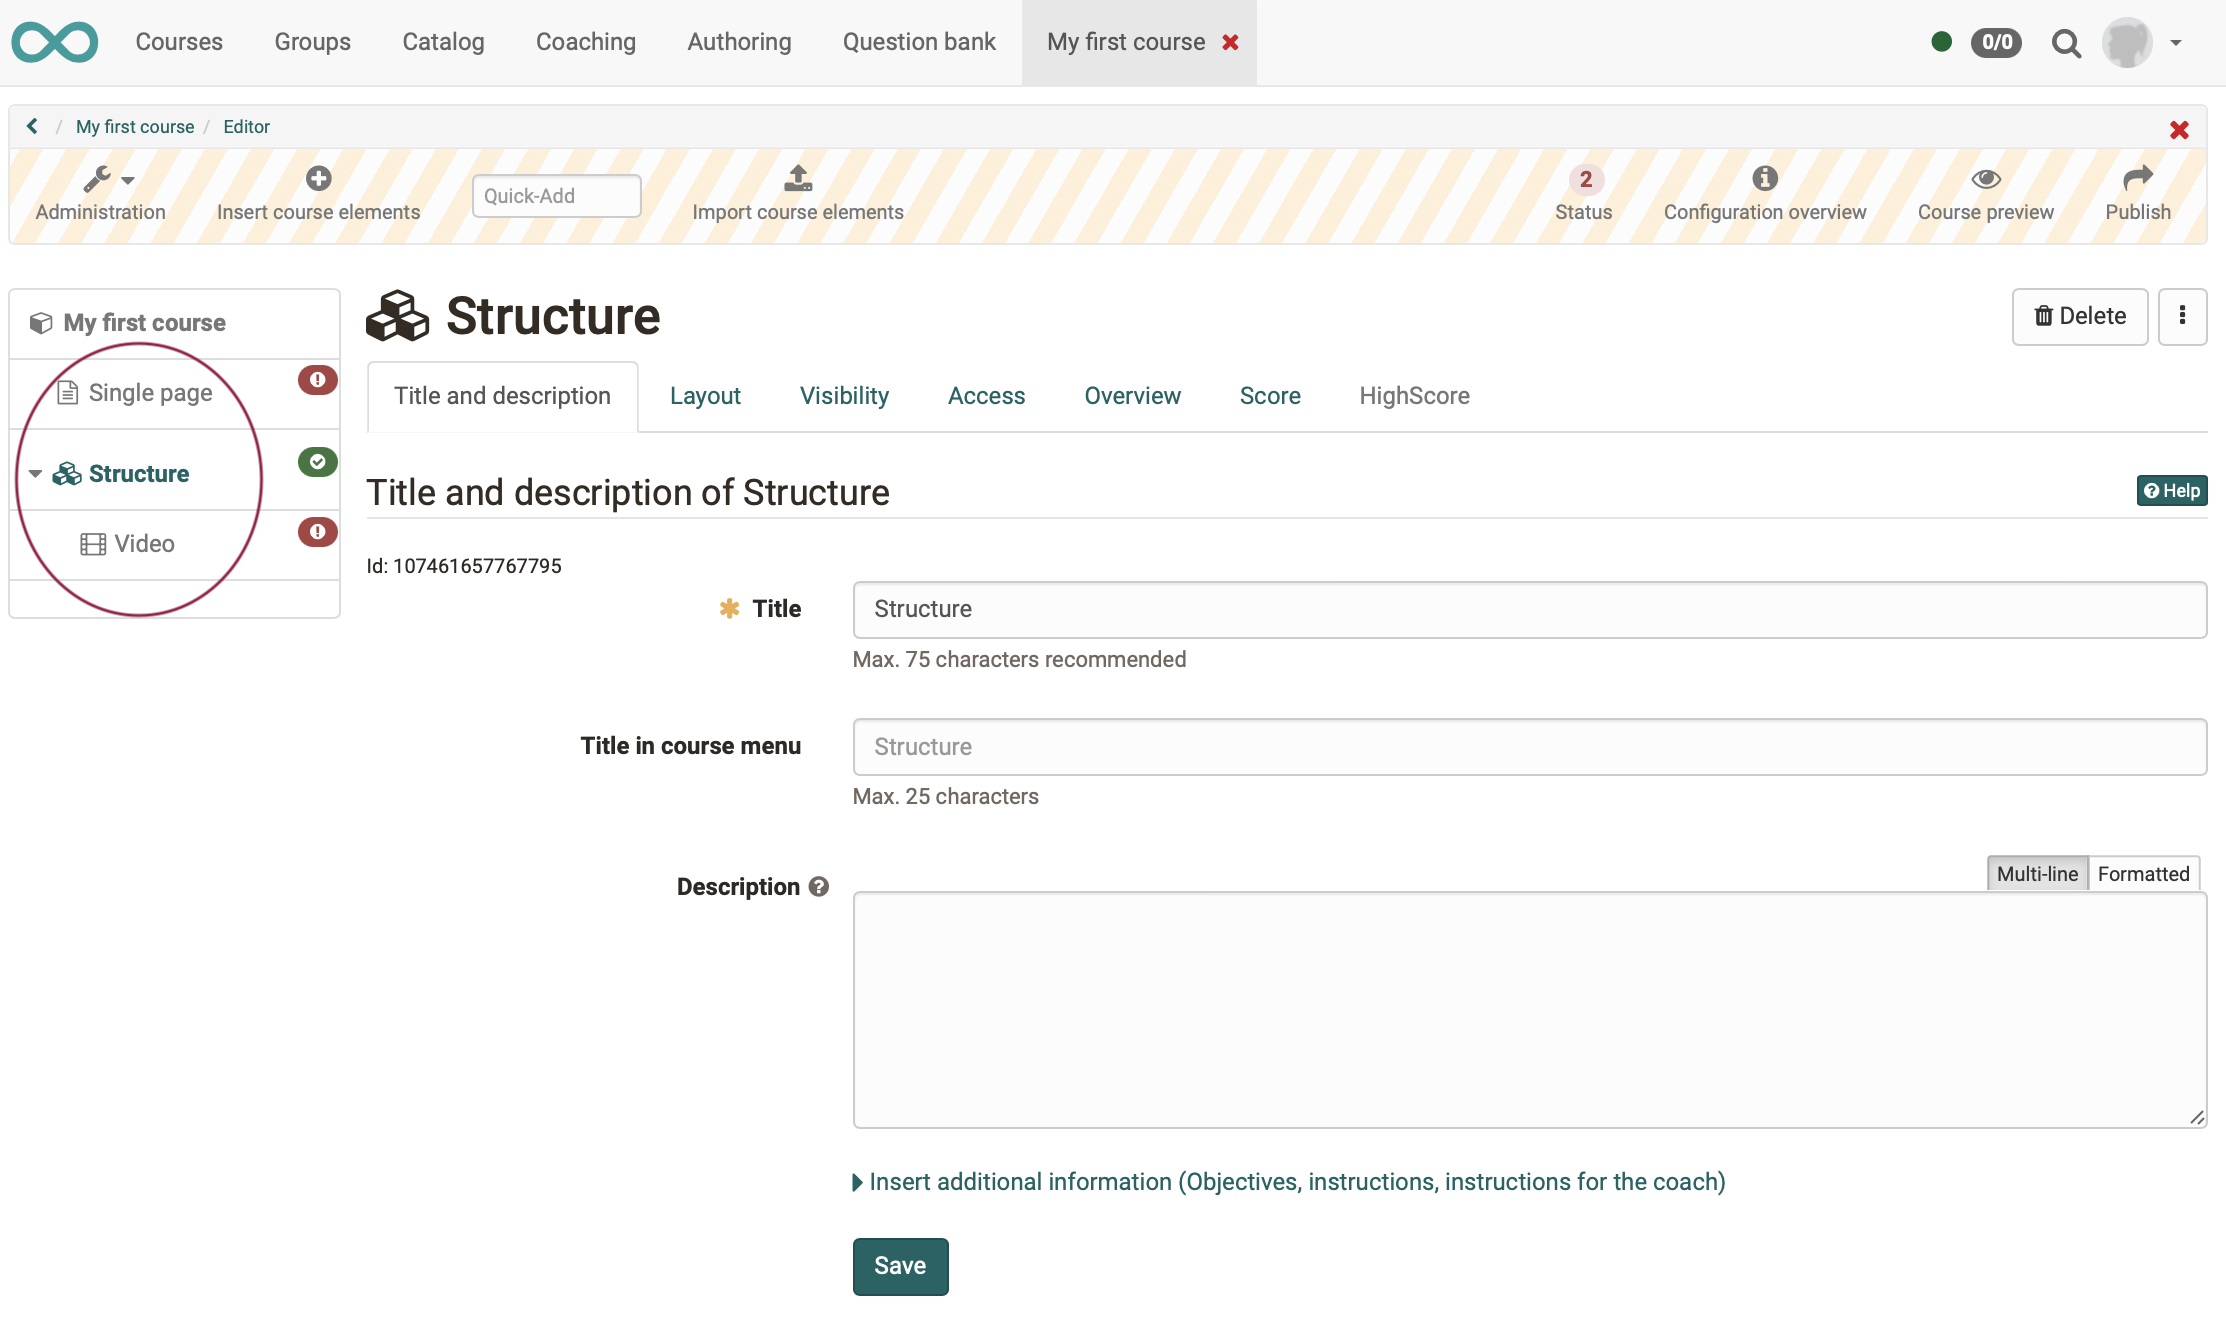 Courses Groups Catalog Coaching Authoring Question bank My first course 0/0
/ My first course / Editor
Administration Insert course elements Quick-Add Import course elements 2 Status Configuration overview Course preview Publish
My first course
Single page
Structure
Video
Structure
Delete
Title and description Layout Visibility Access Overview Score HighScore
Title and description of Structure
Help
Id: 107461657767795
Title Structure
Max. 75 characters recommended
Title in course menu Structure
Max. 25 characters
Multi-line Formatted
Description
Insert additional information (Objectives, instructions, instructions for the coach)
Save